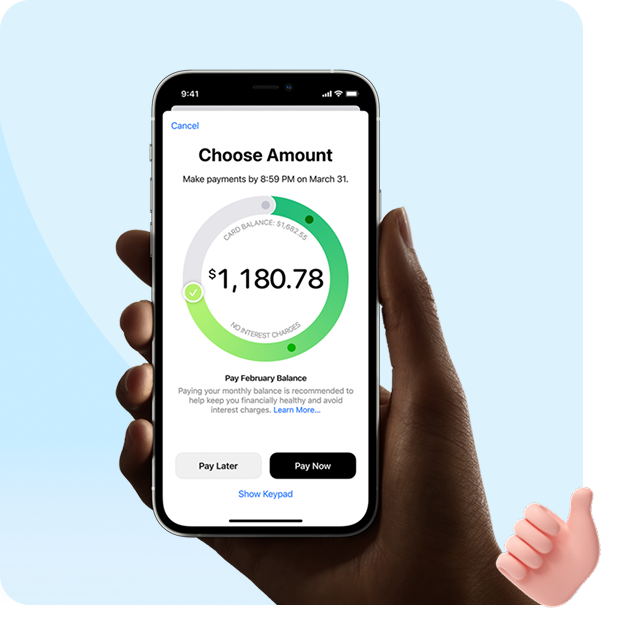 9:41
Cancel
Choose Amount
Make payments by 8:59 PM on March 31.
CARD BALANCE: $1,682.55
$1,180.78
NO INTEREST CHARGES
Pay February Balance
Paying your monthly balance is recommended to
help keep you financially healthy and avoid
interest charges. Learn More...
Pay Later
Pay Now
Show Keypad